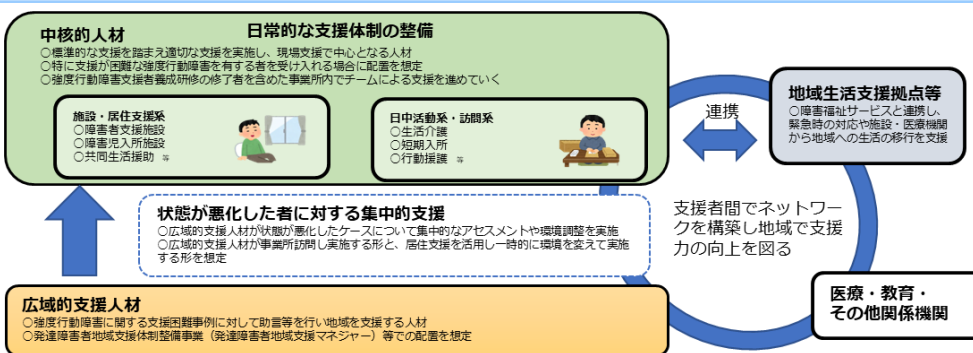 中核的人材
日常的な支援体制の整備
○標準的な支援を踏まえ適切な支援を実施し、現場支援で中心となる人材
○特に支援が困難な強度行動障害を有する者を受け入れる場合に配置を想定
○強度行動障害支援者養成研修の修了者を含めた事業所内でチームによる支援を進めていく
施設・居住支援系
○障害者支援施設
○障害児入所施設
○共同生活援助 等
日中活動系・訪問系
○生活介護
○短期入所
○行動援護 等
連携
地域生活支援拠点等
○障害福祉サービスと連携し、
緊急時の対応や施設・医療機関
から地域への生活の移行を支援
状態が悪化した者に対する集中的支援
○広域的支援人材が状態が悪化したケースについて集中的なアセスメントや環境調整を実施
○広域的支援人材が事業所訪問し実施する形と、居住支援を活用し一時的に環境を変えて実施
する形を想定
支援者間でネットワー
クを構築し地域で支援
力の向上を図る
広域的支援人材
○強度行動障害に関する支援困難事例に対して助言等を行い地域を支援する人材
○発達障害者地域支援体制整備事業（発達障害者地域支援マネジャー）等での配置を想定
医療・教育・
その他関係機関